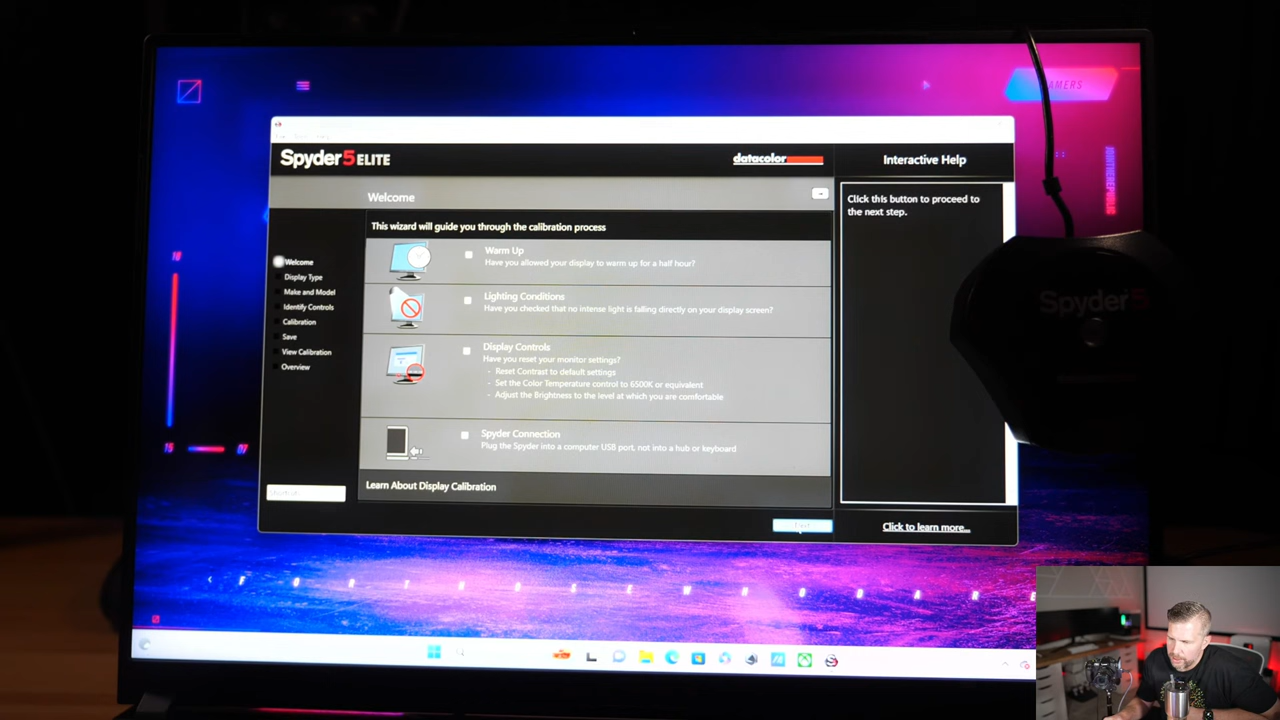 GAMERS
Spyder5ELITE
datacolor
Interactive Help
Welcome
Click this button to proceed to
the next step.
This wizard will guide you through the calibration process
Welcome
Display Type
Make and Model
Identify Controls
Calibration
Save
View Calibration
Overview
Warm Up
Have you allowed your display to warm up for a half hour?
Lighting Conditions
Have you checked that no intense light is falling directly on your display screen?
Display Controls
Have you reset your monitor settings?
- Reset Contrast to default settings
- Set the Color Temperature control to 6500K or equivalent
- Adjust the Brightness to the level at which you are comfortable
Spyder Connection
Plug the Spyder into a computer USB port, not into a hub or keyboard
Learn About Display Calibration
Click to learn more...
Spyder5
JOINTHEREPUBLIC
10
15
07
FORTHOSEWHODARE